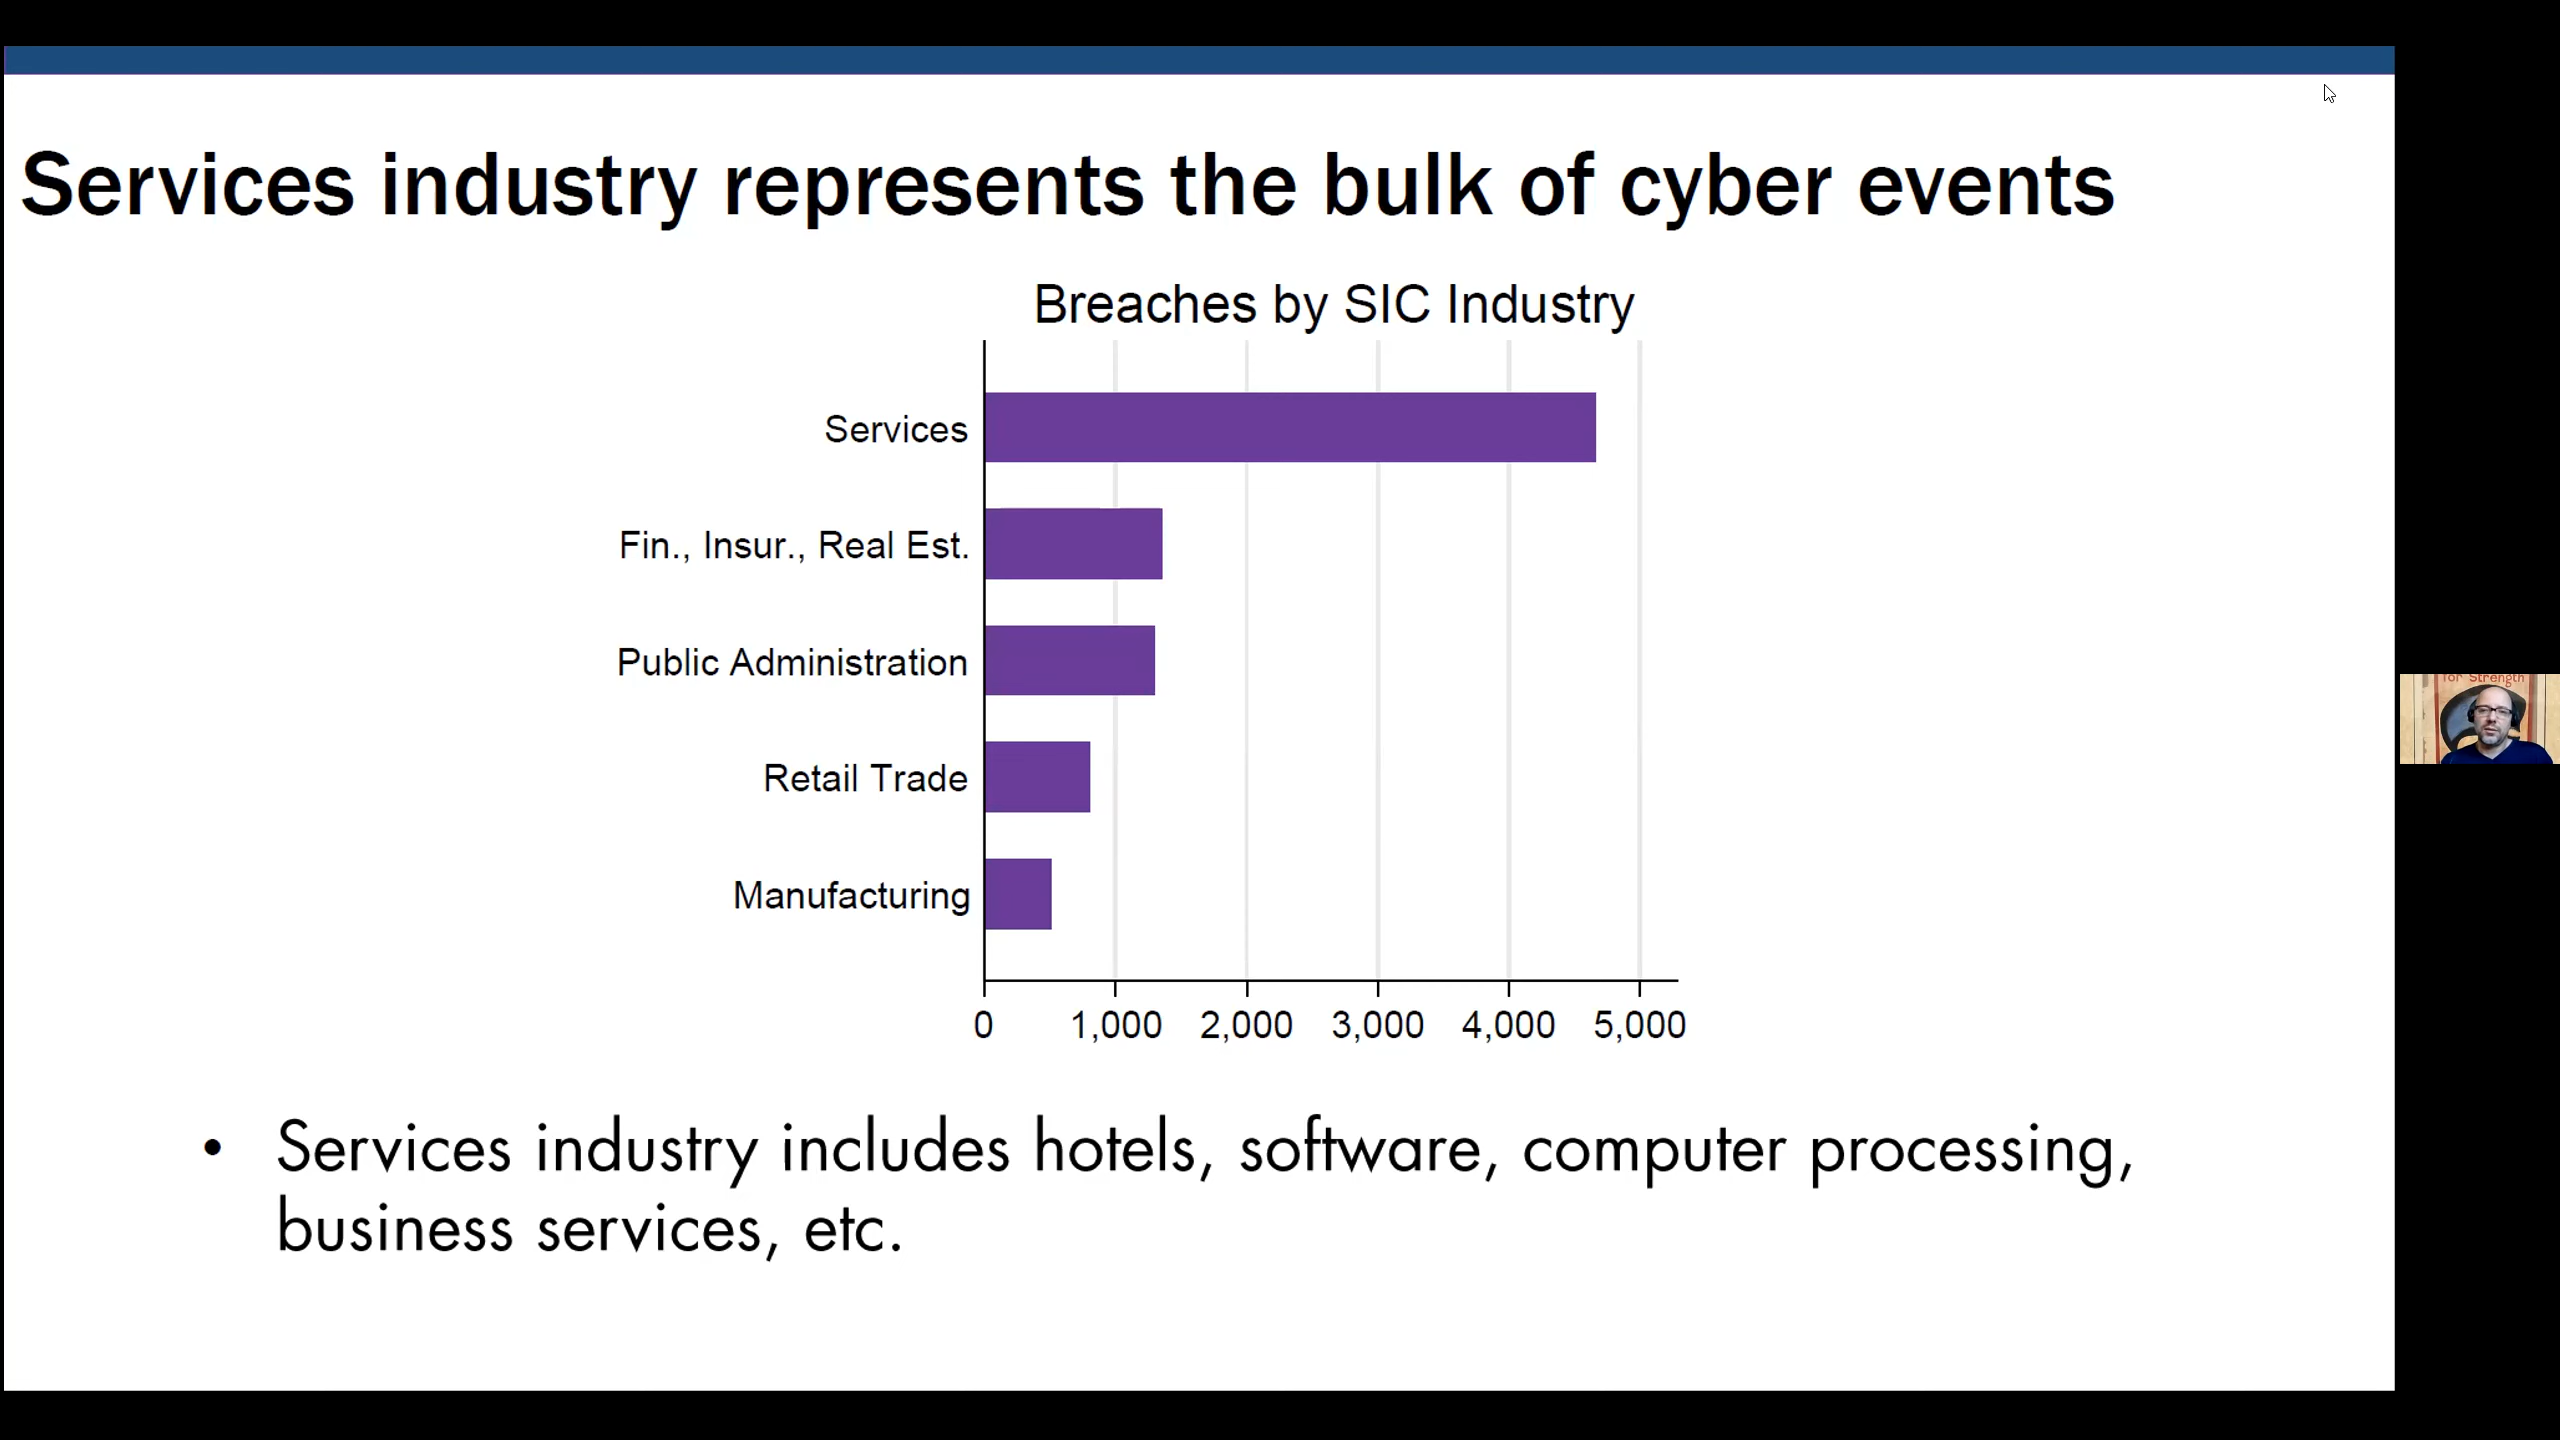 Services industry represents the bulk of cyber events
Breaches by SIC Industry
Services
Fin., Insur., Real Est.
Public Administration
Retail Trade
Manufacturing
0 1,000 2,000 3,000 4,000 5,000
for Strength
• Services industry includes hotels, software, computer processing,
business services, etc.